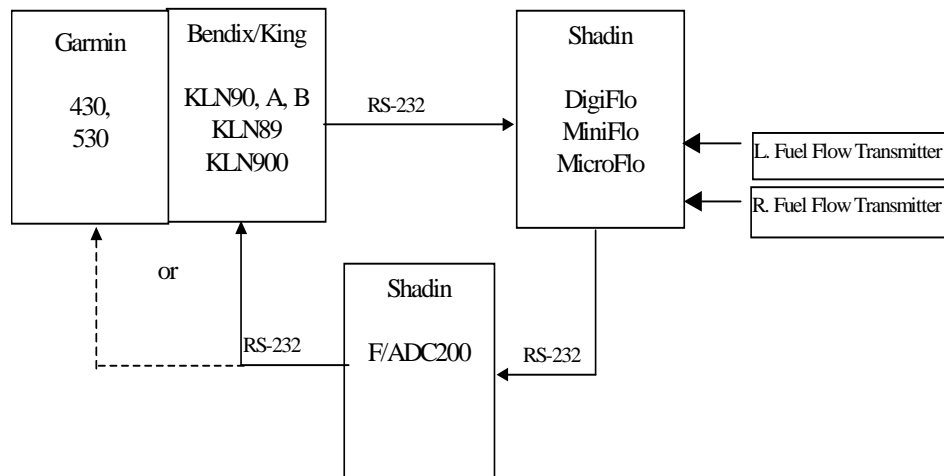 Garmin
430,
530
Bendix/King
KLN90, A, B
KLN89
KLN900
RS-232
Shadin
DigiFlo
MiniFlo
MicroFlo
L. Fuel Flow Transmitter
R. Fuel Flow Transmitter
or
RS-232
Shadin
F/ADC200
RS-232